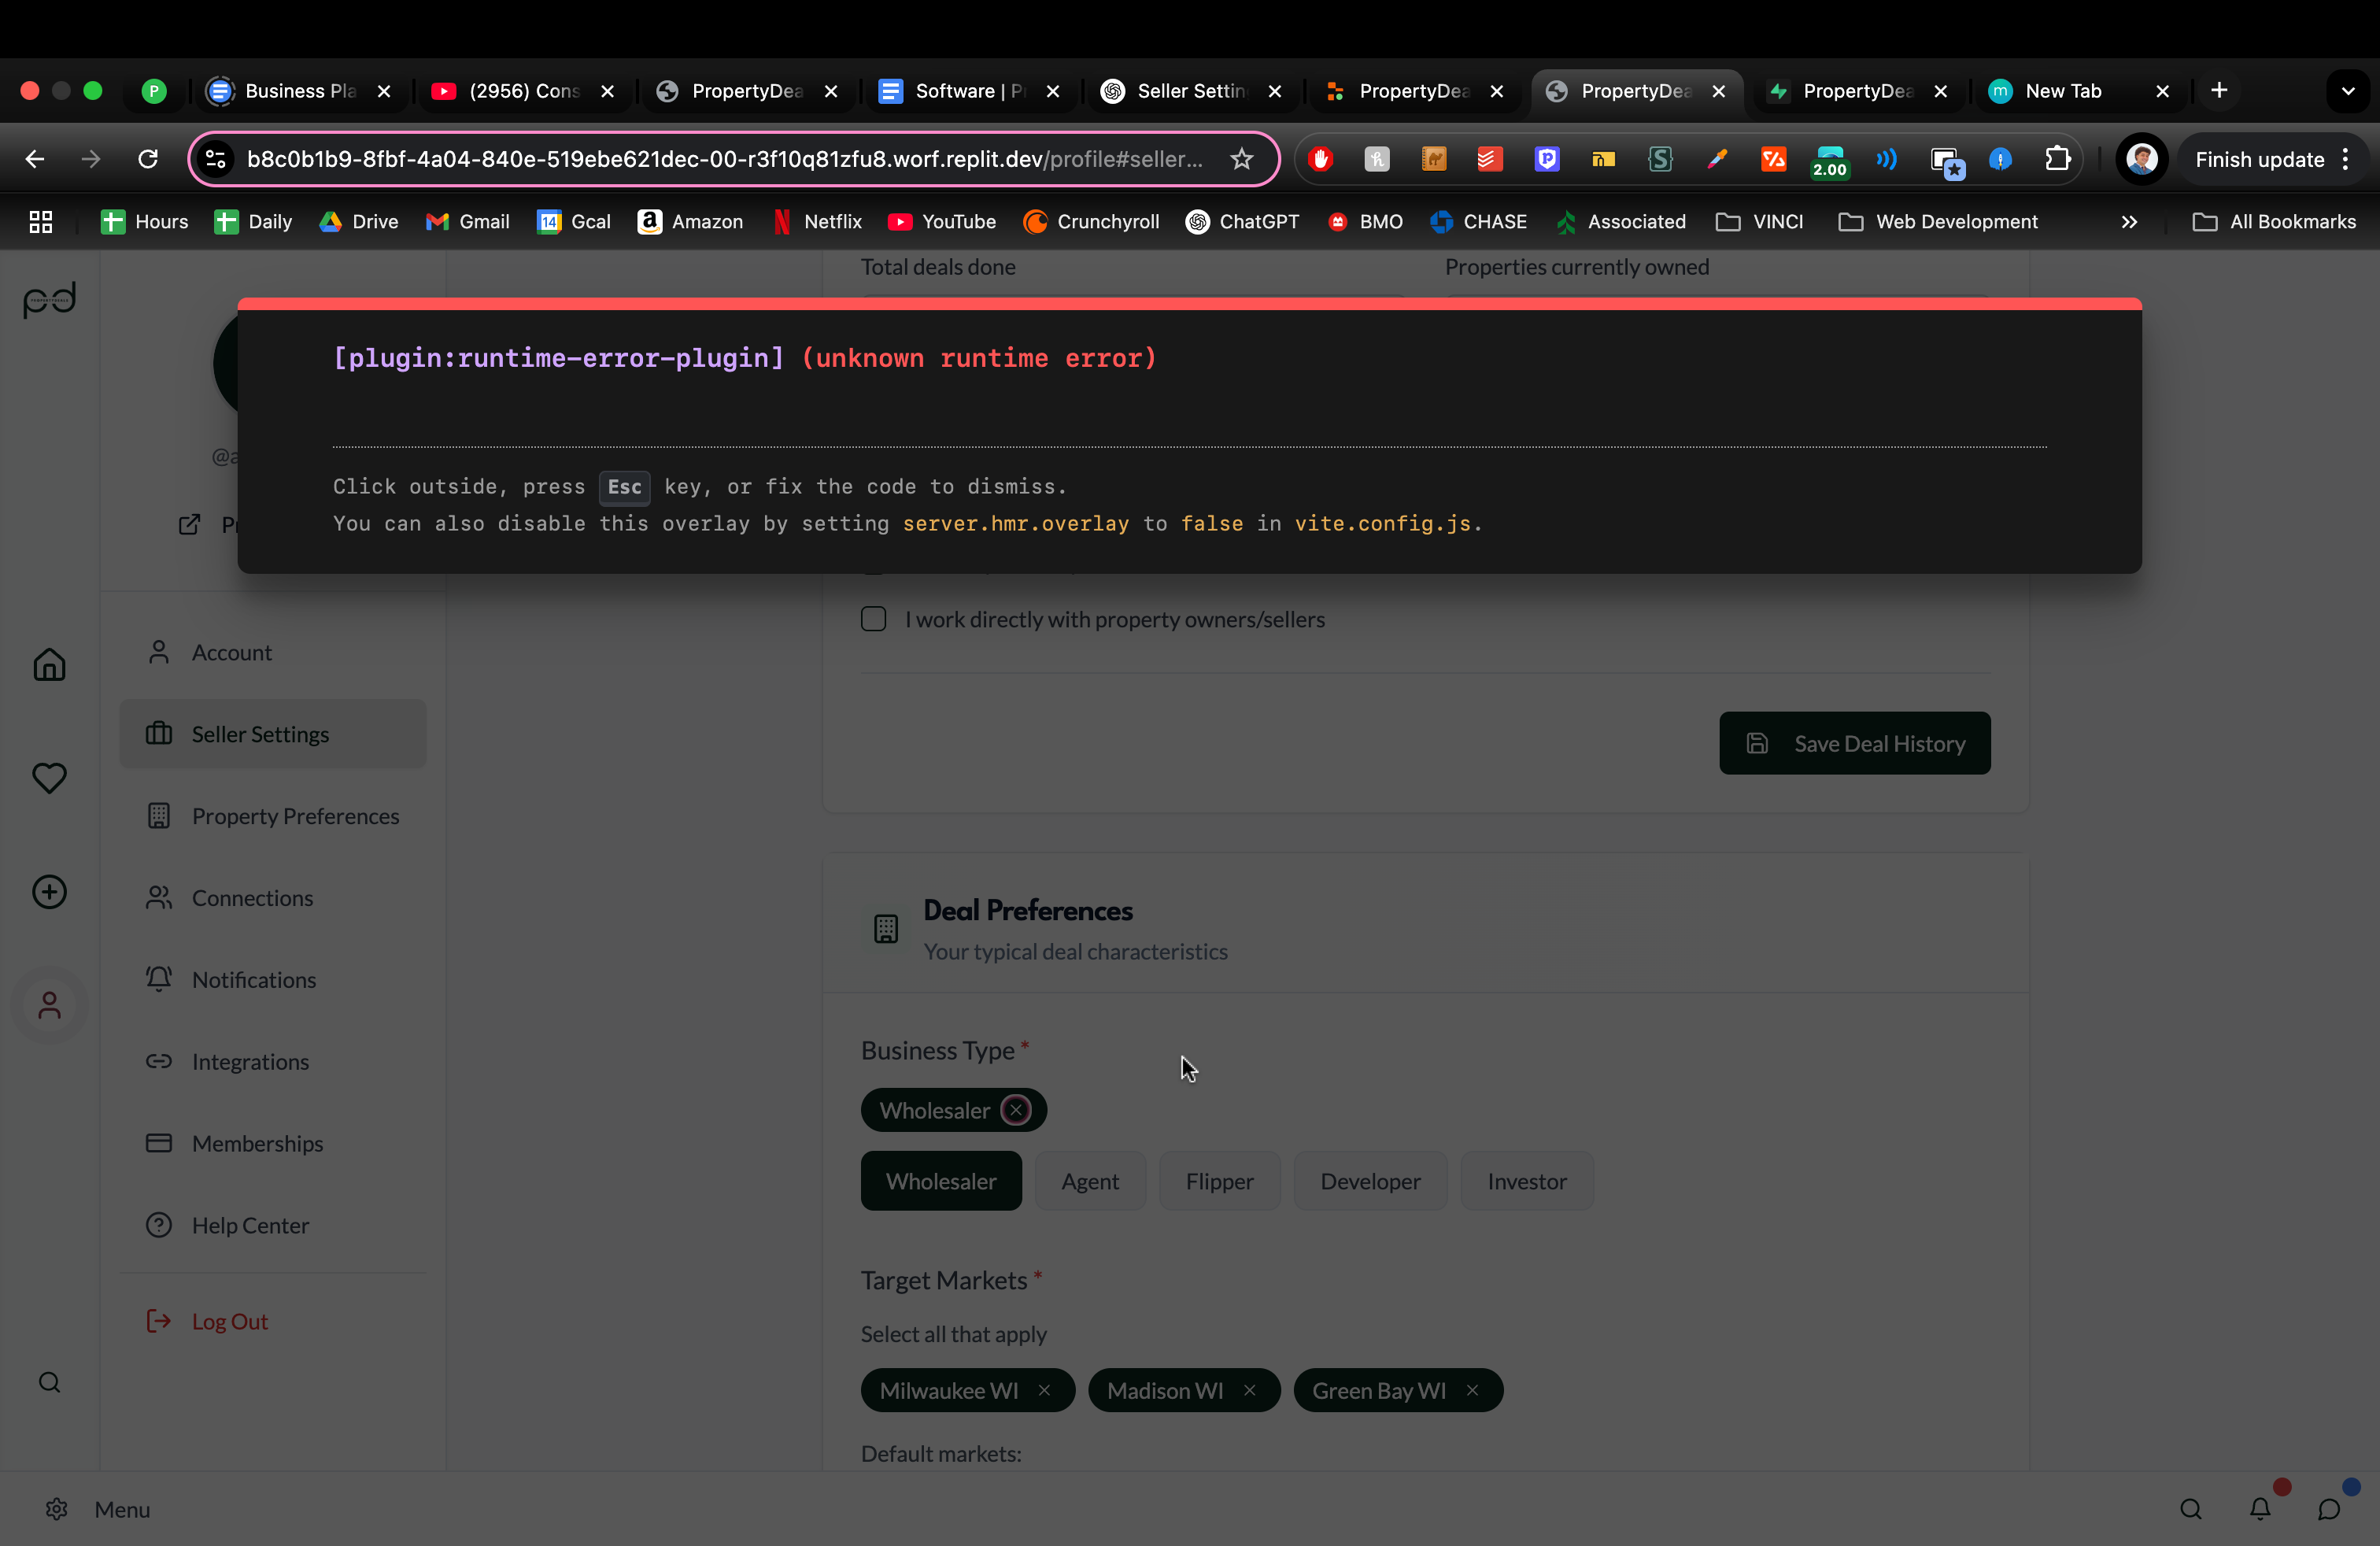 P
Business Pla
(2956) Cons
PropertyDea
Software | P
Seller Settin
PropertyDea
PropertyDea
PropertyDea
m
New Tab
b8c0b1b9-8fbf-4a04-840e-519ebe621dec-00-r3f10q81zfu8.worf.replit.dev/profile#seller...
2.00
Finish update
Hours
Daily
Drive
Gmail
14
Gcal
Amazon
Netflix
YouTube
Crunchyroll
ChatGPT
BMO
CHASE
Associated
VINCI
Web Development
All Bookmarks
pd
Total deals done
Properties currently owned
[plugin:runtime-error-plugin] (unknown runtime error)
Click outside, press Esc key, or fix the code to dismiss.
You can also disable this overlay by setting server.hmr.overlay to false in vite.config.js.
I work directly with property owners/sellers
Save Deal History
Account
Seller Settings
Property Preferences
Connections
Notifications
Integrations
Memberships
Help Center
Log Out
Deal Preferences
Your typical deal characteristics
Business Type *
Wholesaler
Wholesaler
Agent
Flipper
Developer
Investor
Target Markets *
Select all that apply
Milwaukee WI
Madison WI
Green Bay WI
Default markets:
Menu